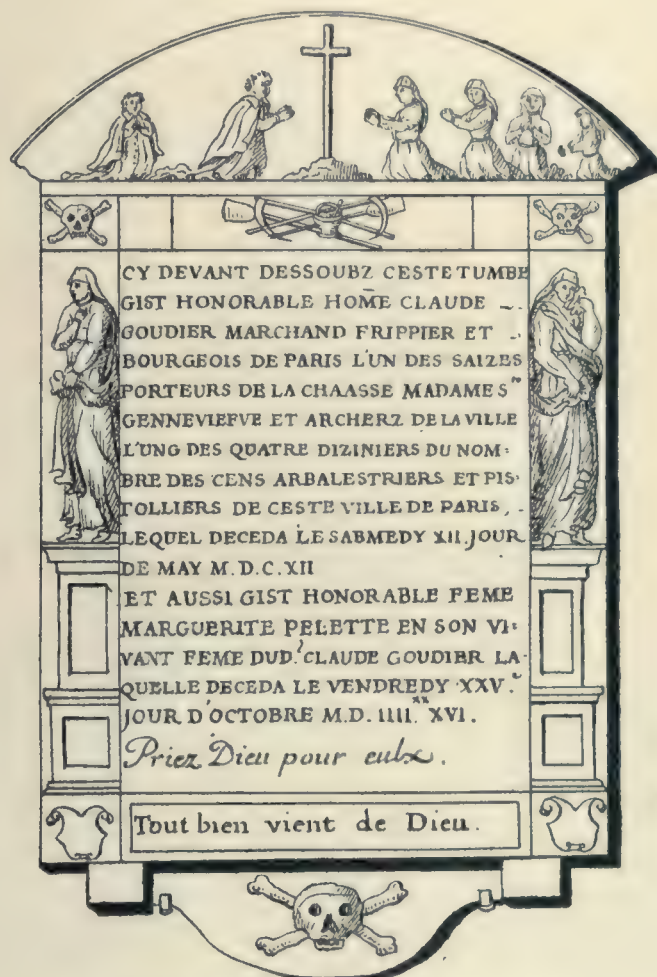 CY DEVANT DESSOUBZ CESTE TUMBE
GIST HONORABLE HOM̄E CLAUDE
GOUDIER MARCHAND FRIPPIER ET
BOURGEOIS DE PARIS L'UN DES SAIZES
PORTEURS DE LA CHAASSE MADAME Sᵗᵉ
GENNEVIEFVE ET ARCHERZ DE LA VILLE
L'UNG DES QUATRE DIZINIERS DU NOM-
BRE DES CENS ARBALESTRIERS ET PIS-
TOLLIERS DE CESTE VILLE DE PARIS,
LEQUEL DECEDA LE SABMEDY XII. JOUR
DE MAY M.D.C.XII
ET AUSSI GIST HONORABLE FEME
MARGUERITE PELETTE EN SON VI-
VANT FEME DUD.ᵗ CLAUDE GOUDIER LA-
QUELLE DECEDA LE VENDREDY XXV.ᵉ
JOUR D'OCTOBRE M.D. IIII.ˣˣ XVI.
Priez Dieu pour eulx.
Tout bien vient de Dieu.